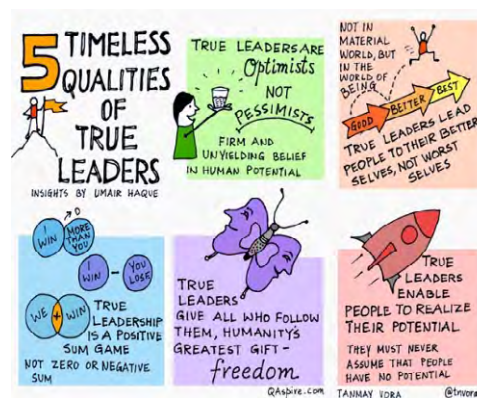 5 TIMELESS
QUALITIES
OF
TRUE
LEADERS
INSIGHTS BY UMAIR HAQUE
TRUE LEADERS ARE
Optimists
NOT
PESSIMISTS
FIRM AND
UNYIELDING BELIEF
IN HUMAN POTENTIAL
NOT IN
MATERIAL
WORLD, BUT
IN THE
WORLD OF
BEING
GOOD
BETTER
BEST
TRUE LEADERS LEAD
PEOPLE TO THEIR BETTER
SELVES, NOT WORST
SELVES
I
WIN
MORE
THAN
YOU
I
WIN
-
YOU
LOSE
WE + WIN
TRUE
LEADERSHIP
IS A POSITIVE
SUM GAME
NOT ZERO OR NEGATIVE
SUM
TRUE
LEADERS
GIVE ALL WHO FOLLOW
THEM, HUMANITY'S
GREATEST GIFT -
freedom
TRUE
LEADERS
ENABLE
PEOPLE TO REALIZE
THEIR POTENTIAL
THEY MUST NEVER
ASSUME THAT PEOPLE
HAVE NO POTENTIAL
QAspire.com
TANMAY VORA
@tnvora